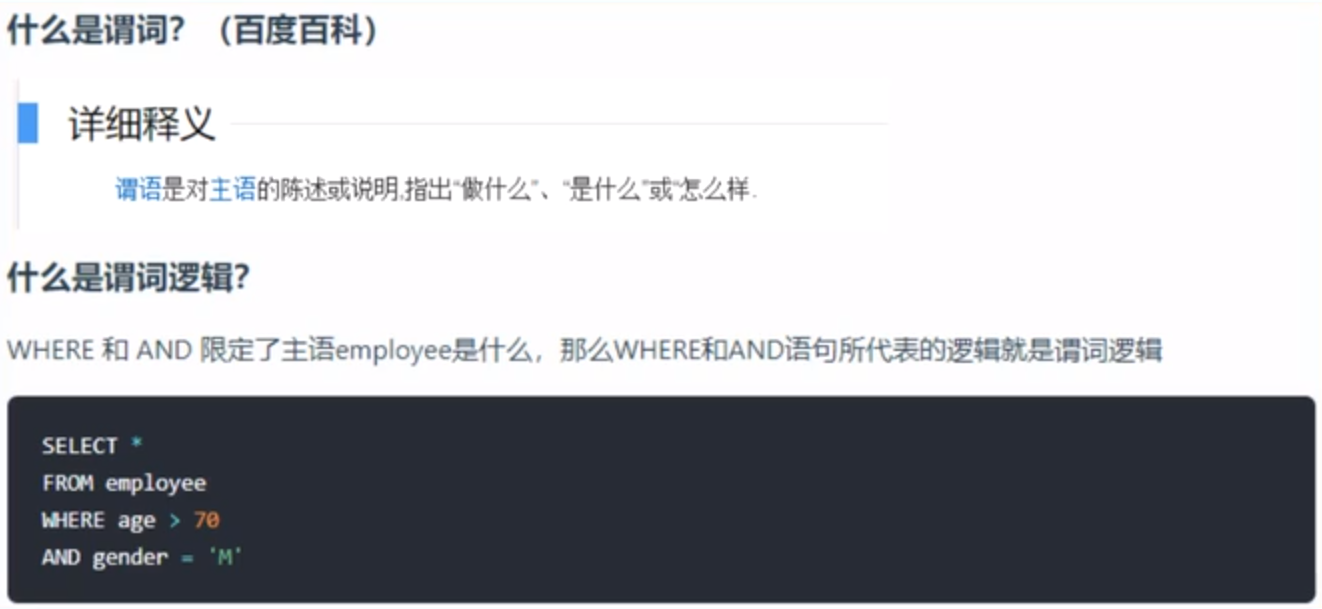 什么是谓词？（百度百科）
详细释义
谓语是对主语的陈述或说明,指出“做什么”、“是什么”或“怎么样.
什么是谓词逻辑?
WHERE 和 AND 限定了主语employee是什么，那么WHERE和AND语句所代表的逻辑就是谓词逻辑
SELECT *
FROM employee
WHERE age > 70
AND gender = 'M'